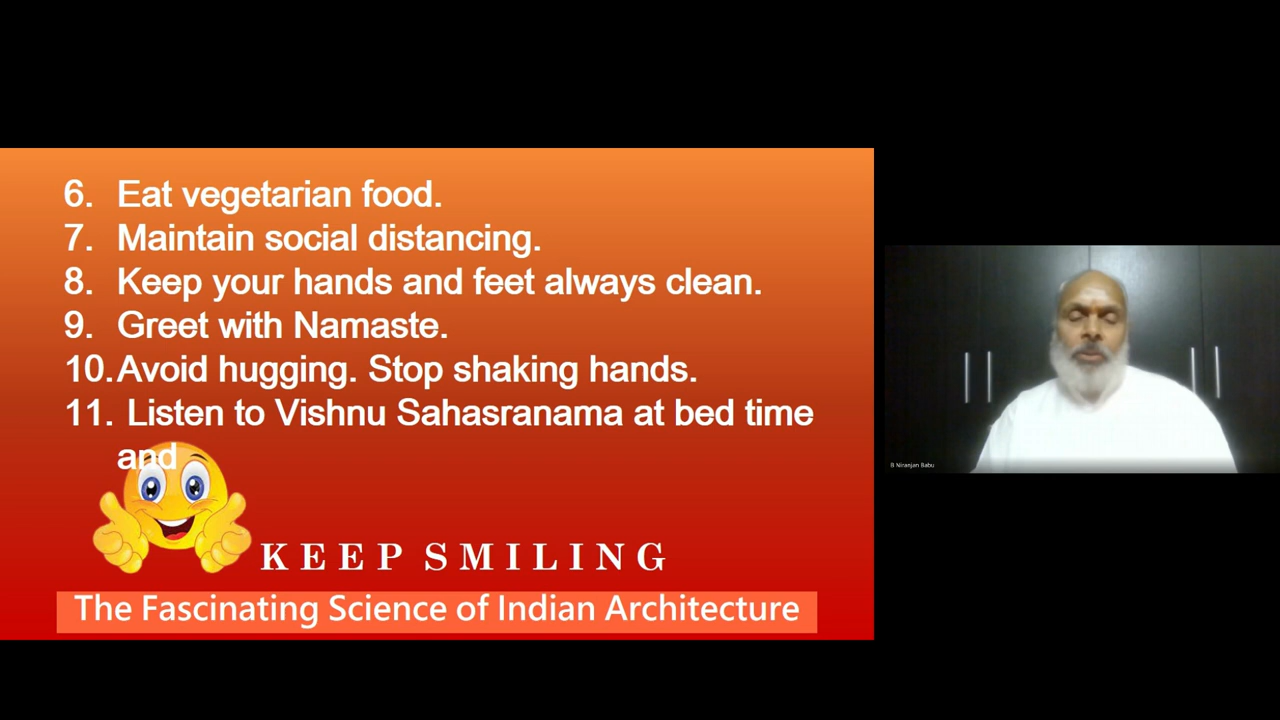 6. Eat vegetarian food.
7. Maintain social distancing.
8. Keep your hands and feet always clean.
9. Greet with Namaste.
10. Avoid hugging. Stop shaking hands.
11. Listen to Vishnu Sahasranama at bed time
and
KEEP SMILING
The Fascinating Science of Indian Architecture
B Niranjan Babu